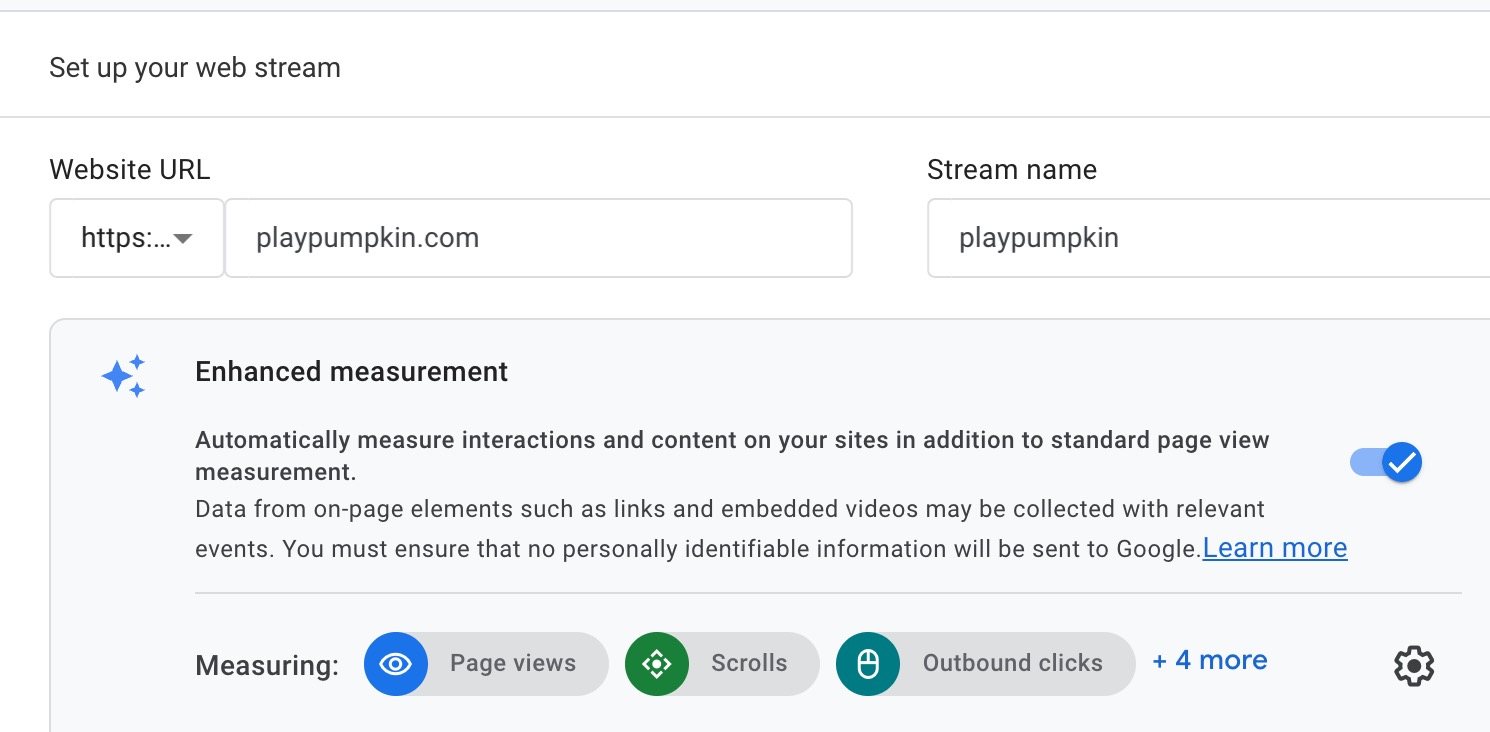 Set up your web stream
Website URL
Stream name
https:...
playpumpkin.com
playpumpkin
Enhanced measurement
Automatically measure interactions and content on your sites in addition to standard page view
measurement.
Data from on-page elements such as links and embedded videos may be collected with relevant
events. You must ensure that no personally identifiable information will be sent to Google.Learn more
Measuring:
Page views
Scrolls
Outbound clicks
+ 4 more